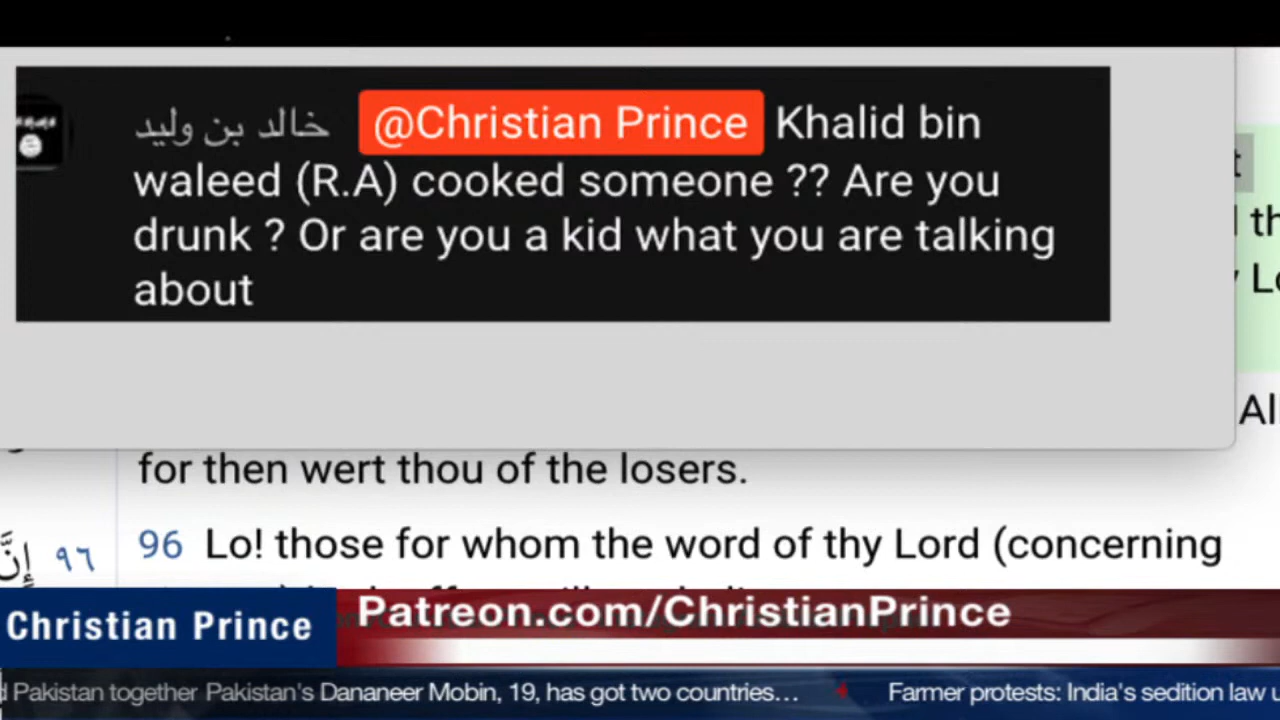 خالد بن وليد @Christian Prince Khalid bin
waleed (R.A) cooked someone ?? Are you
drunk ? Or are you a kid what you are talking
about
for then wert thou of the losers.
إِنَّ ٩٦ 96 Lo! those for whom the word of thy Lord (concerning
Christian Prince Patreon.com/ChristianPrince
Pakistan together Pakistan's Dananeer Mobin, 19, has got two countries... Farmer protests: India's sedition law